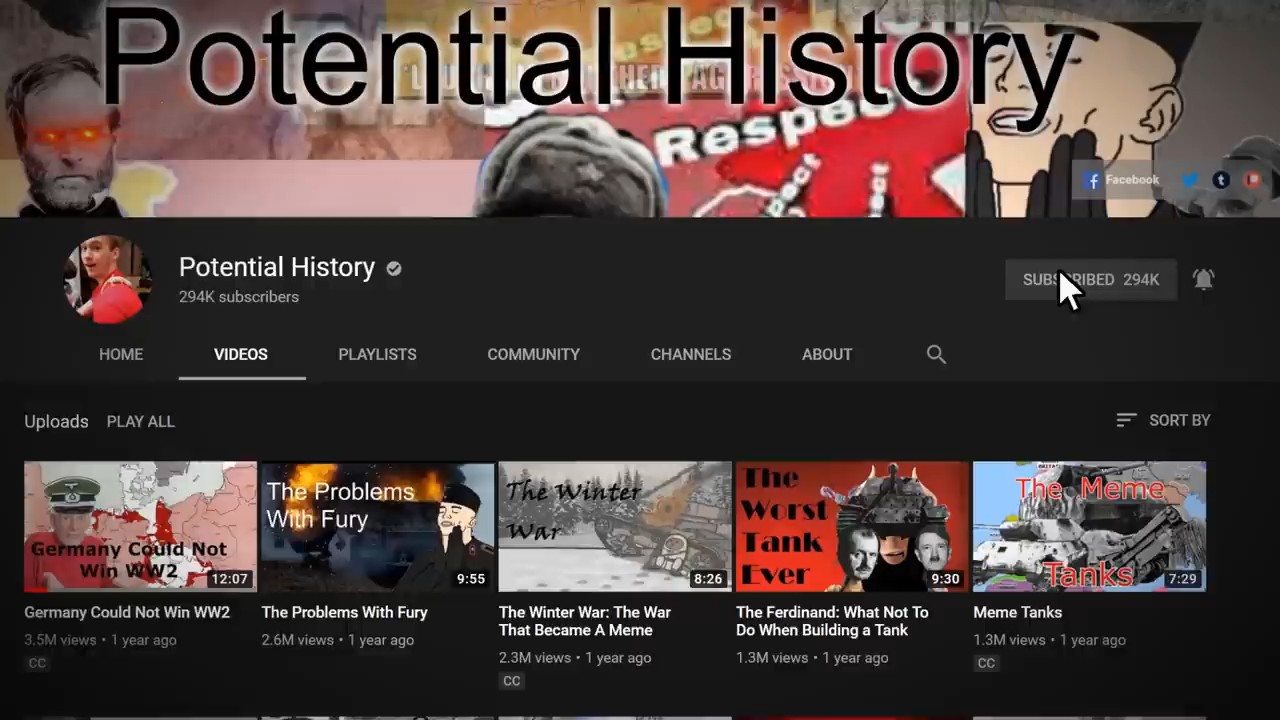 Potential History
Respect
Facebook
Potential History
294K subscribers
SUBSCRIBED 294K
HOME VIDEOS PLAYLISTS COMMUNITY CHANNELS ABOUT
Uploads PLAY ALL
SORT BY
Germany Could Not
Win WW2
12:07
The Problems
With Fury
9:55
The Winter
War
8:26
The
Worst
Tank
Ever
9:30
The Meme
Tanks
7:29
Germany Could Not Win WW2
3.5M views • 1 year ago
CC
The Problems With Fury
2.6M views • 1 year ago
The Winter War: The War
That Became A Meme
2.3M views • 1 year ago
CC
The Ferdinand: What Not To
Do When Building a Tank
1.3M views • 1 year ago
Meme Tanks
1.3M views • 1 year ago
CC